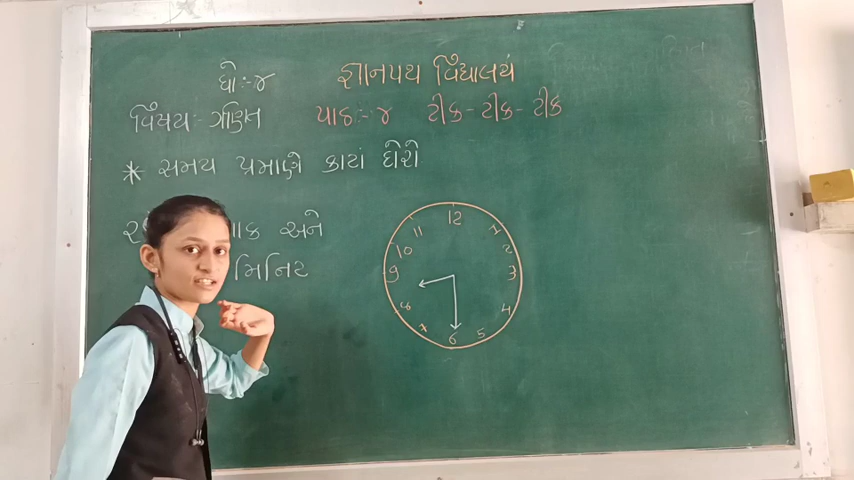 ધો:-૪ જ્ઞાનપથ વિદ્યાલય
વિષય:- ગણિત પાઠ:-૪ ટીક- ટીક- ટીક
* સમય પ્રમાણે કાટાં દોરો
અને
મિનિટ
12
11 1
10 2
9 3
8 4
7 5
6